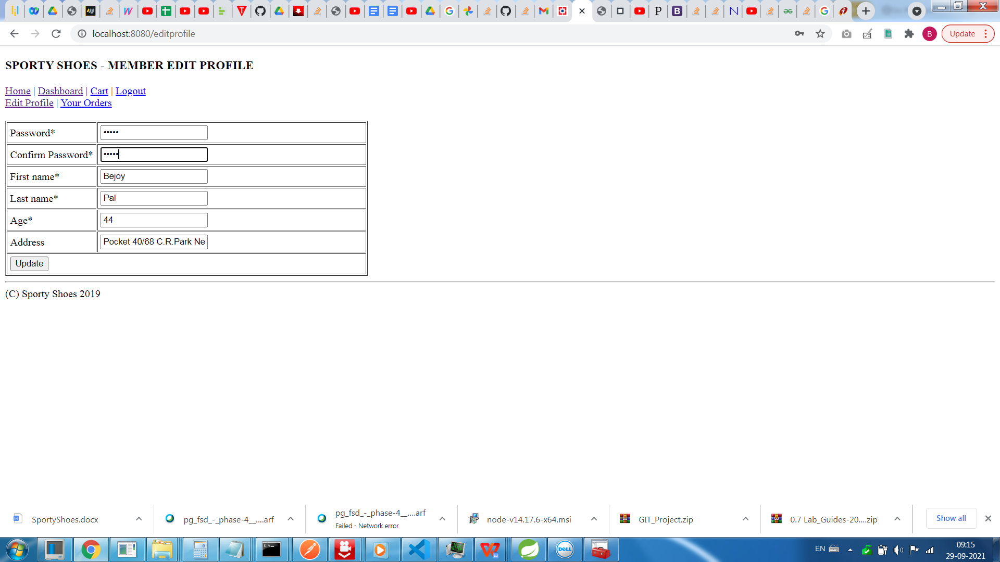 localhost:8080/editprofile
B
Update
SPORTY SHOES - MEMBER EDIT PROFILE
Home | Dashboard | Cart | Logout
Edit Profile | Your Orders
Password* •••••
Confirm Password* •••••
First name* Bejoy
Last name* Pal
Age* 44
Address Pocket 40/68 C.R.Park Ne
Update
(C) Sporty Shoes 2019
SportyShoes.docx
pg_fsd_-_phase-4__....arf
pg_fsd_-_phase-4__....arf
Failed - Network error
node-v14.17.6-x64.msi
GIT_Project.zip
0.7 Lab_Guides-20....zip
Show all
DELL
EN
09:15
29-09-2021